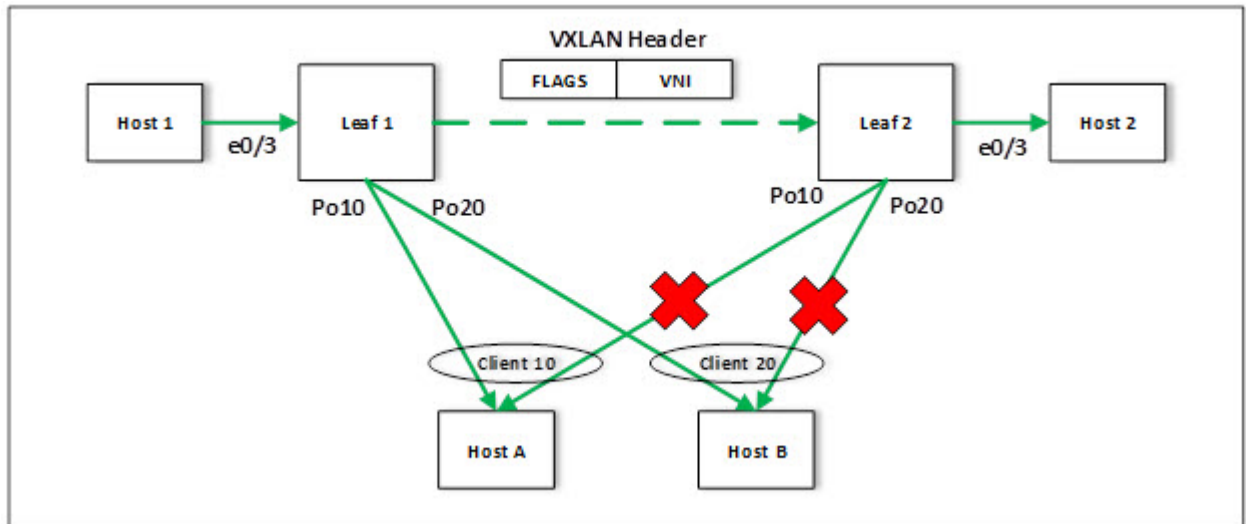 VXLAN Header
FLAGS VNI
Host 1 Leaf 1 Leaf 2 Host 2
e0/3 e0/3
Po10 Po20 Po10 Po20
Client 10 Client 20
Host A Host B